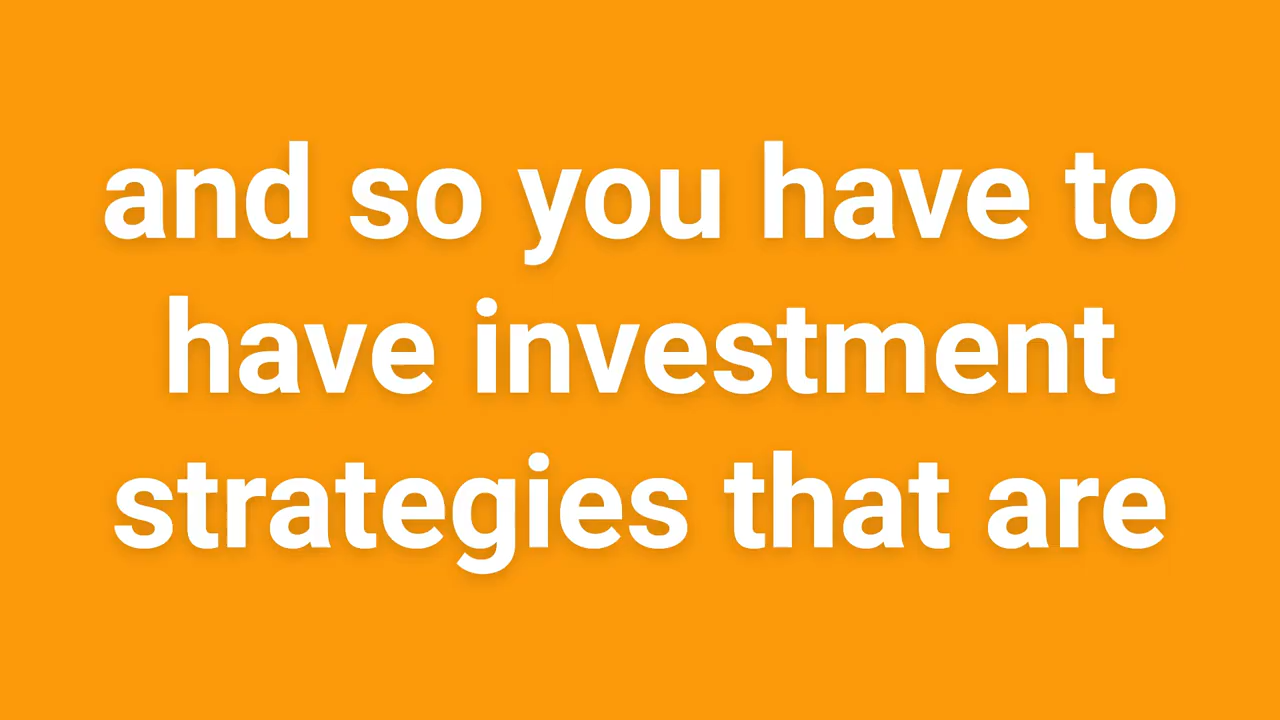 and so you have to
have investment
strategies that are